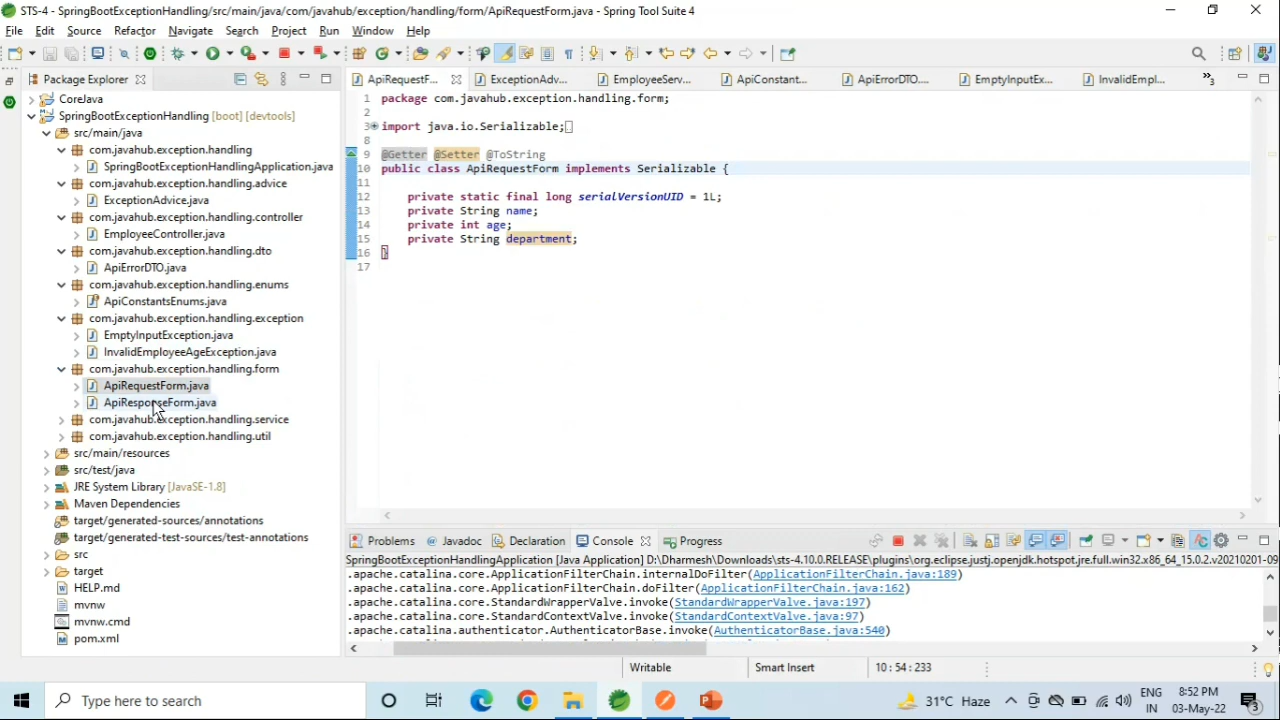 STS-4 - SpringBootExceptionHandling/src/main/java/com/javahub/exception/handling/form/ApiRequestForm.java - Spring Tool Suite 4
File Edit Source Refactor Navigate Search Project Run Window Help
Package Explorer
CoreJava
SpringBootExceptionHandling [boot] [devtools]
src/main/java
com.javahub.exception.handling
SpringBootExceptionHandlingApplication.java
com.javahub.exception.handling.advice
ExceptionAdvice.java
com.javahub.exception.handling.controller
EmployeeController.java
com.javahub.exception.handling.dto
ApiErrorDTO.java
com.javahub.exception.handling.enums
ApiConstantsEnums.java
com.javahub.exception.handling.exception
EmptyInputException.java
InvalidEmployeeAgeException.java
com.javahub.exception.handling.form
ApiRequestForm.java
ApiResponseForm.java
com.javahub.exception.handling.service
com.javahub.exception.handling.util
src/main/resources
src/test/java
JRE System Library [JavaSE-1.8]
Maven Dependencies
target/generated-sources/annotations
target/generated-test-sources/test-annotations
src
target
HELP.md
mvnw
mvnw.cmd
pom.xml
ApiRequestF... ExceptionAdv... EmployeeServ... ApiConstant... ApiErrorDTO.... EmptyInputEx... InvalidEmpl... »3
1 package com.javahub.exception.handling.form;
2
3 import java.io.Serializable;
8
9 @Getter @Setter @ToString
10 public class ApiRequestForm implements Serializable {
11
12 private static final long serialVersionUID = 1L;
13 private String name;
14 private int age;
15 private String department;
16 }
17
Problems Javadoc Declaration Console Progress
SpringBootExceptionHandlingApplication [Java Application] D:\Dharmesh\Downloads\sts-4.10.0.RELEASE\plugins\org.eclipse.justj.openjdk.hotspot.jre.full.win32.x86_64_15.0.2.v20210201-09
.apache.catalina.core.ApplicationFilterChain.internalDoFilter(ApplicationFilterChain.java:189)
.apache.catalina.core.ApplicationFilterChain.doFilter(ApplicationFilterChain.java:162)
.apache.catalina.core.StandardWrapperValve.invoke(StandardWrapperValve.java:197)
.apache.catalina.core.StandardContextValve.invoke(StandardContextValve.java:97)
.apache.catalina.authenticator.AuthenticatorBase.invoke(AuthenticatorBase.java:540)
Writable Smart Insert 10 : 54 : 233
Type here to search
31°C Haze
ENG
IN
8:52 PM
03-May-22
3